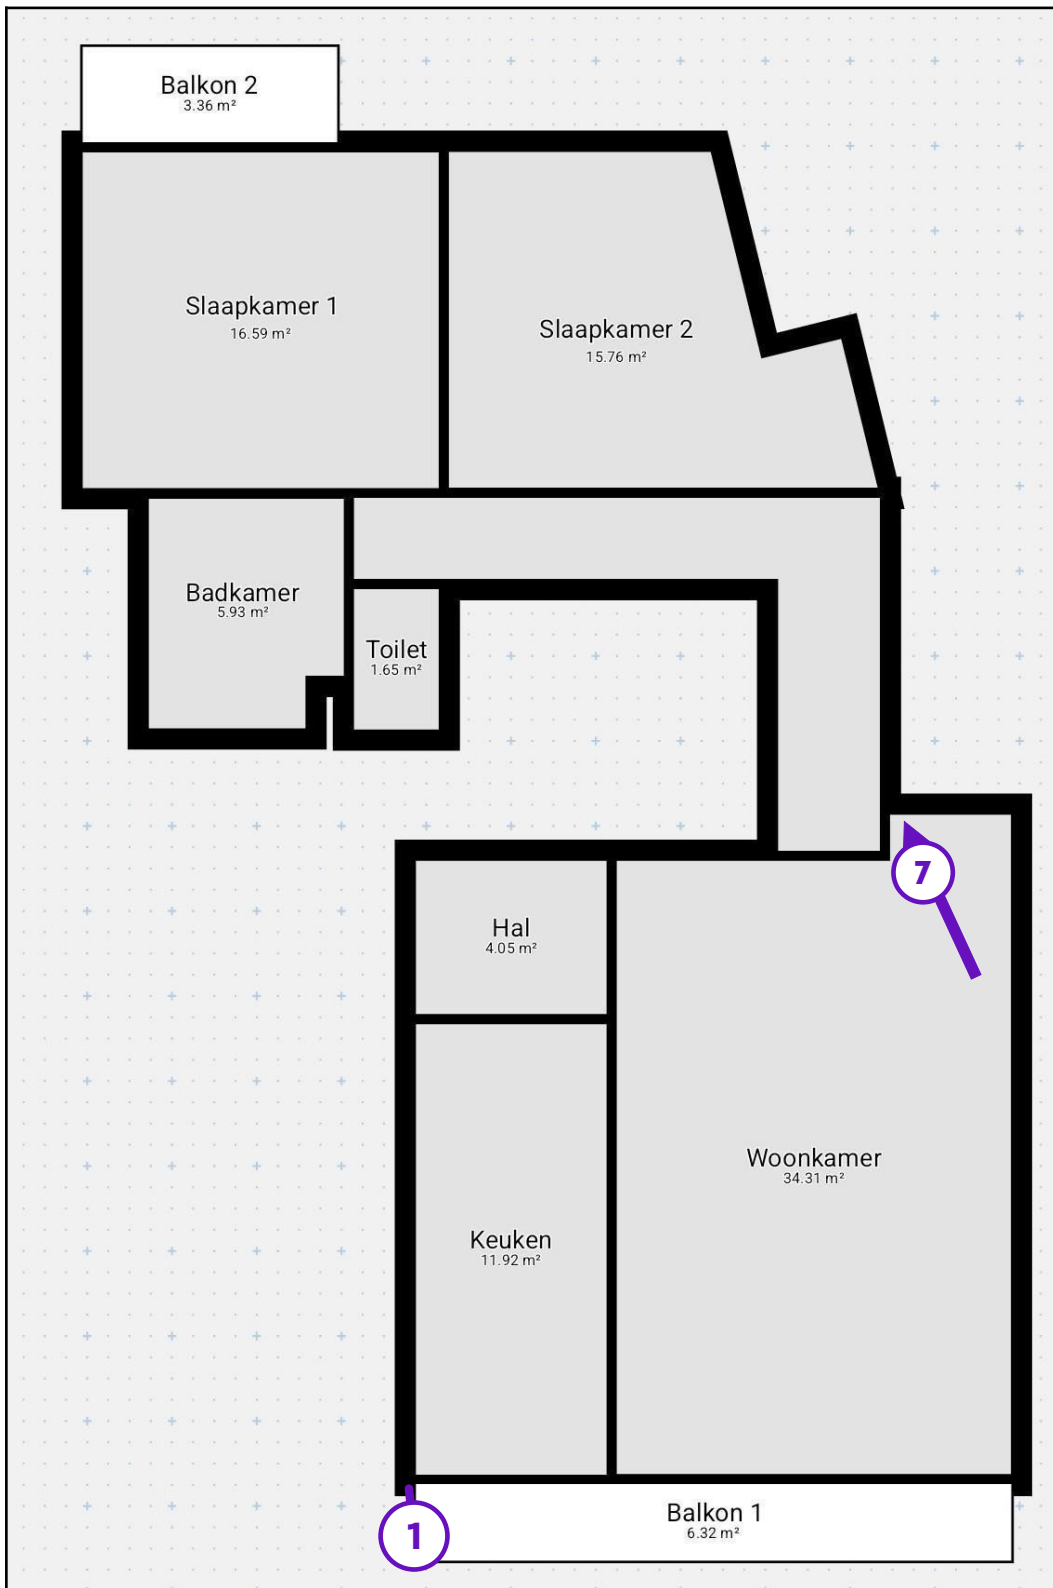 Balkon 2
3.36 m²
Slaapkamer 1
16.59 m²
Slaapkamer 2
15.76 m²
Badkamer
5.93 m²
Toilet
1.65 m²
7
Hal
4.05 m²
Woonkamer
34.31 m²
Keuken
11.92 m²
Balkon 1
6.32 m²
1